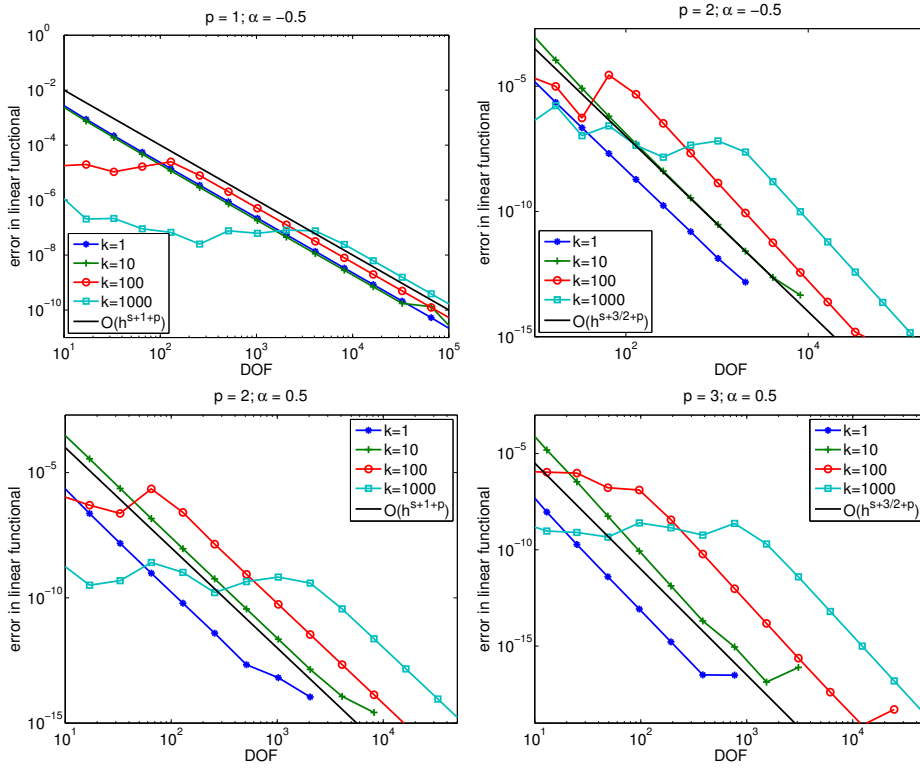 p = 1; α = −0.5
error in linear functional
10^0
10^−2
10^−4
10^−6
10^−8
10^−10
k=1
k=10
k=100
k=1000
O(h^{s+1+p})
10^1
10^2
10^3
10^4
10^5
DOF
p = 2; α = −0.5
error in linear functional
10^−5
10^−10
10^−15
k=1
k=10
k=100
k=1000
O(h^{s+3/2+p})
10^2
10^4
DOF
p = 2; α = 0.5
error in linear functional
10^−5
10^−10
10^−15
k=1
k=10
k=100
k=1000
O(h^{s+1+p})
10^1
10^2
10^3
10^4
DOF
p = 3; α = 0.5
error in linear functional
10^−5
10^−10
10^−15
k=1
k=10
k=100
k=1000
O(h^{s+3/2+p})
10^1
10^2
10^3
10^4
DOF